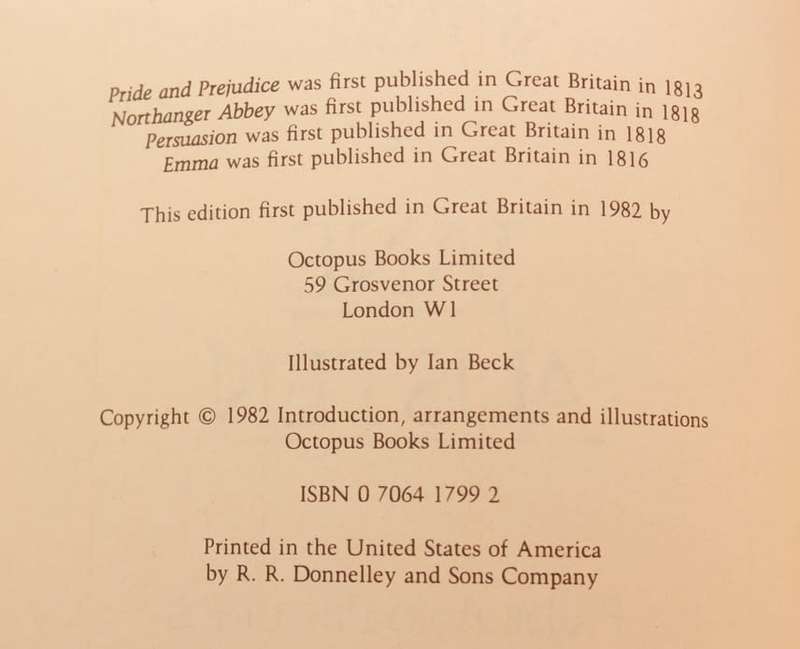 Pride and Prejudice was first published in Great Britain in 1813
Northanger Abbey was first published in Great Britain in 1818
Persuasion was first published in Great Britain in 1818
Emma was first published in Great Britain in 1816
This edition first published in Great Britain in 1982 by
Octopus Books Limited
59 Grosvenor Street
London W1
Illustrated by Ian Beck
Copyright © 1982 Introduction, arrangements and illustrations
Octopus Books Limited
ISBN 0 7064 1799 2
Printed in the United States of America
by R. R. Donnelley and Sons Company